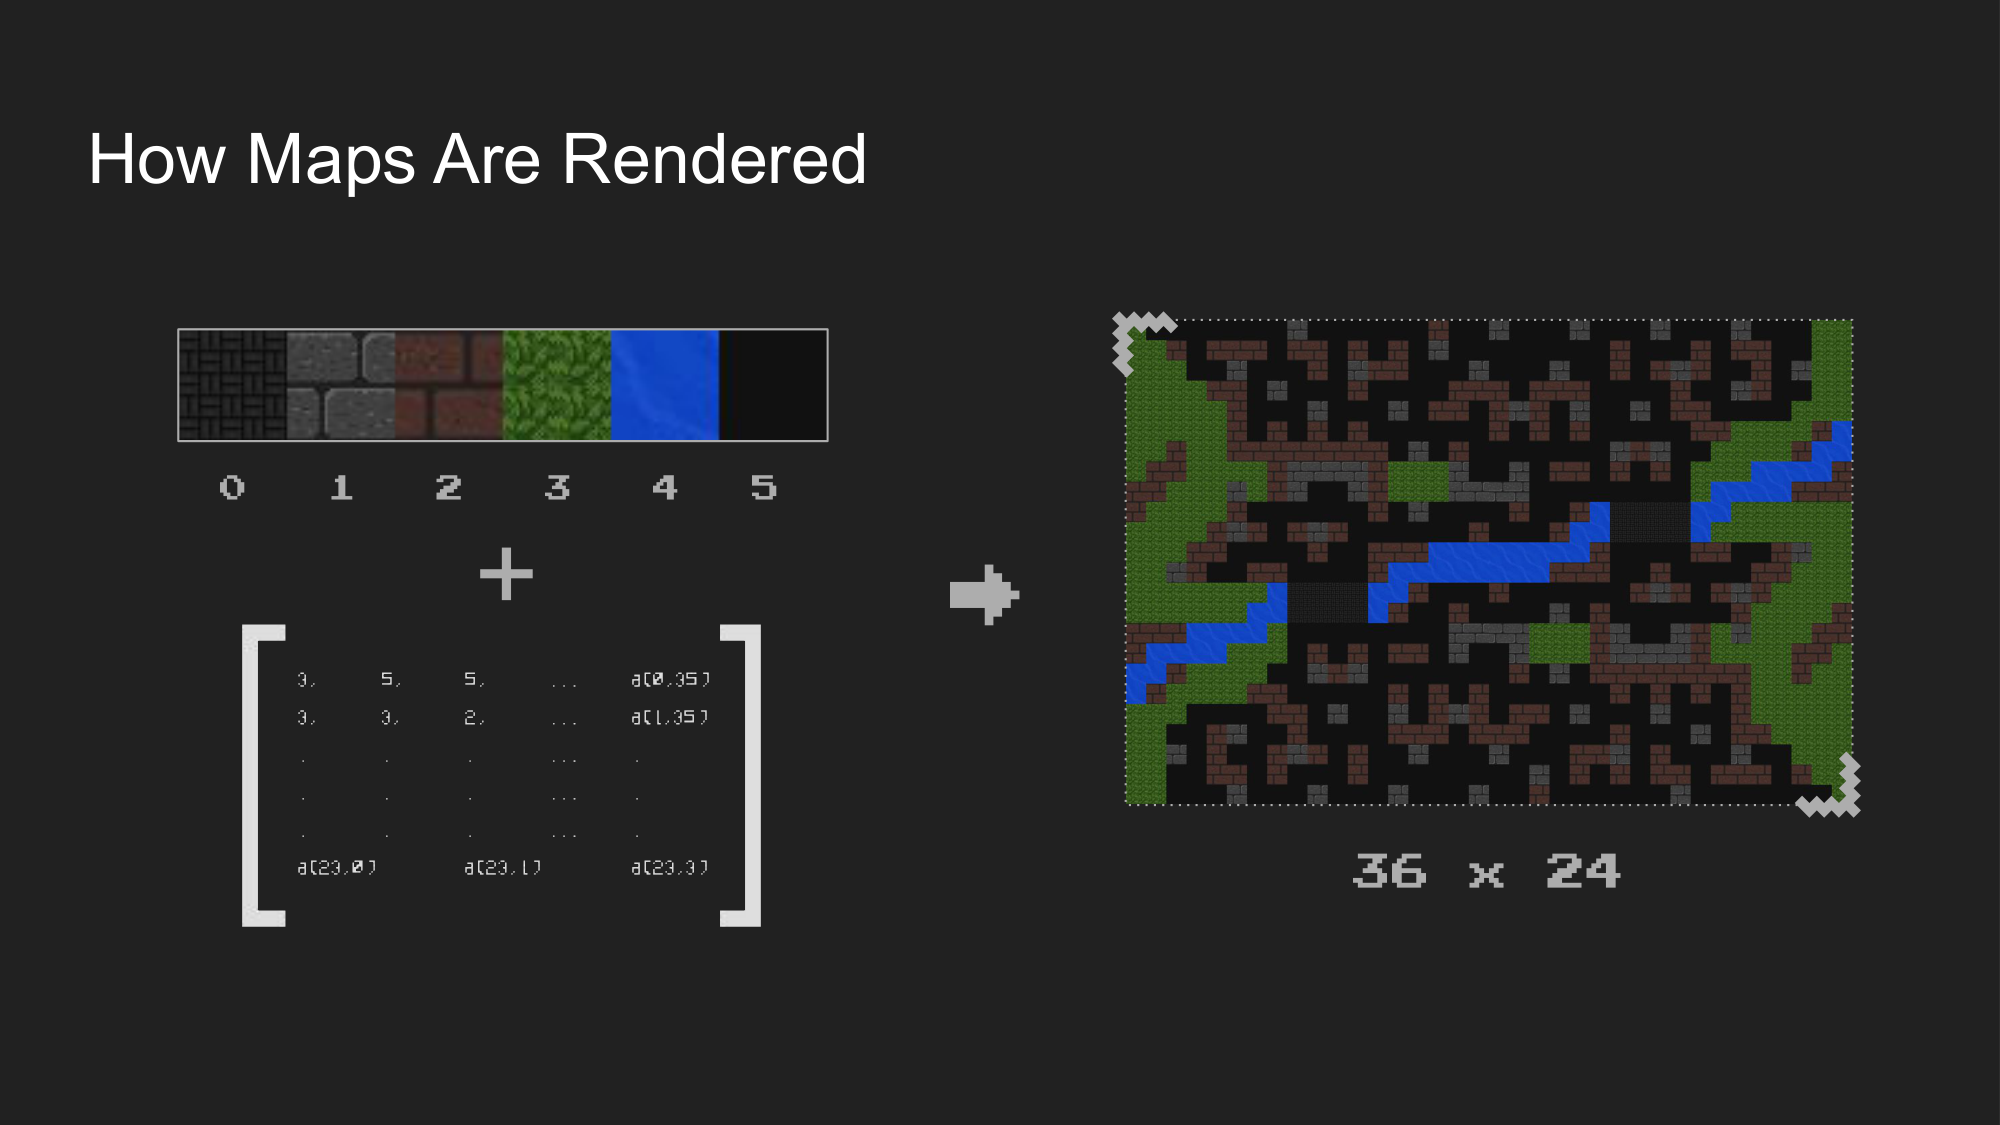 How Maps Are Rendered
0 1 2 3 4 5
+
3, 5, 5, ... a[0,35]
3, 3, 2, ... a[1,35]
. . . ... .
. . . ... .
. . . ... .
a[23,0] a[23,1] a[23,3]
36 x 24